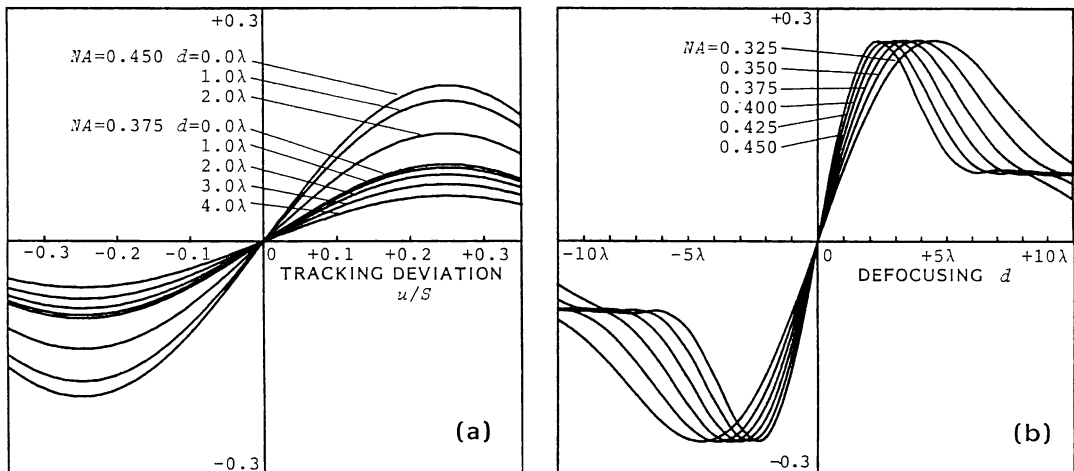 +0.3
NA=0.450 d=0.0λ
1.0λ
2.0λ
NA=0.375 d=0.0λ
1.0λ
2.0λ
3.0λ
4.0λ
-0.3 -0.2 -0.1 0 +0.1 +0.2 +0.3
TRACKING DEVIATION
u/S
-0.3
(a)
+0.3
NA=0.325
0.350
0.375
0.400
0.425
0.450
-10λ -5λ 0 +5λ +10λ
DEFOCUSING d
-0.3
(b)